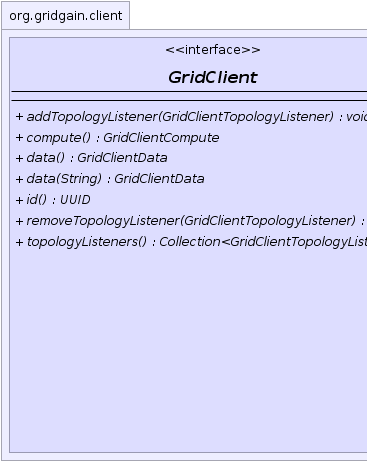 org.gridgain.client
<<interface>>
GridClient
+ addTopologyListener(GridClientTopologyListener) : void
+ compute() : GridClientCompute
+ data() : GridClientData
+ data(String) : GridClientData
+ id() : UUID
+ removeTopologyListener(GridClientTopologyListener) :
+ topologyListeners() : Collection<GridClientTopologyList